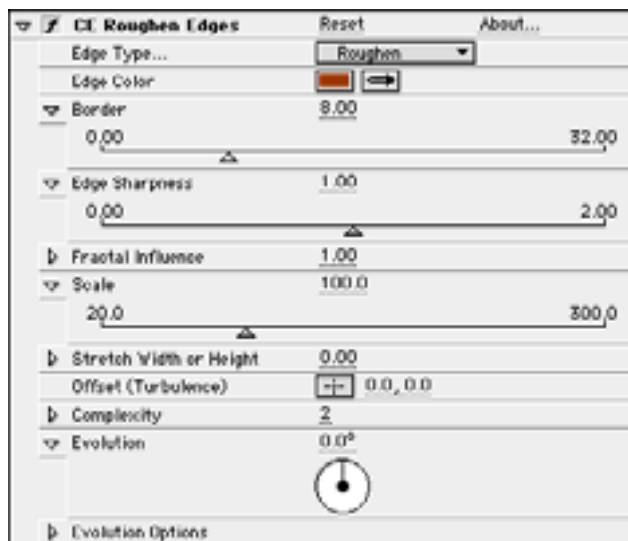 CE Roughen Edges Reset About...
Edge Type... Roughen
Edge Color
Border 8.00
0.00 32.00
Edge Sharpness 1.00
0.00 2.00
Fractal Influence 1.00
Scale 100.0
20.0 300.0
Stretch Width or Height 0.00
Offset (Turbulence) 0.0, 0.0
Complexity 2
Evolution 0.0°
Evolution Options